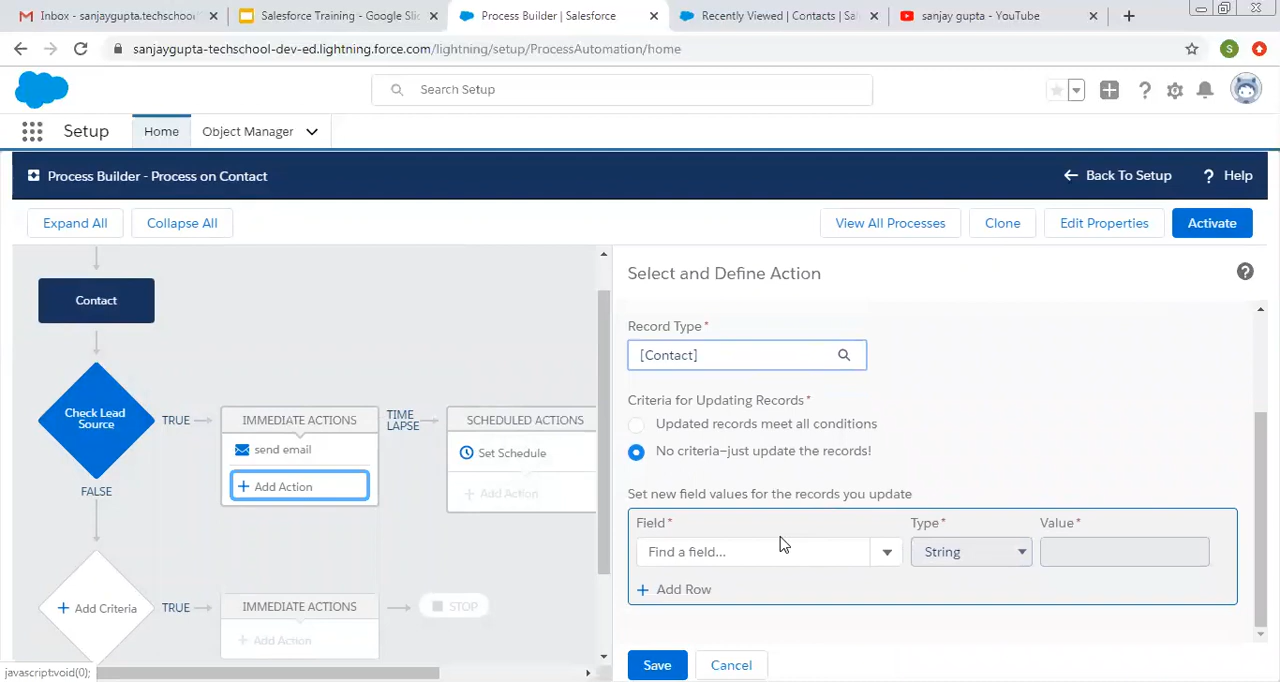 Inbox - sanjaygupta.techschool
Salesforce Training - Google Sli
Process Builder | Salesforce
Recently Viewed | Contacts | Sal
sanjay gupta - YouTube
sanjaygupta-techschool-dev-ed.lightning.force.com/lightning/setup/ProcessAutomation/home
S
Search Setup
Setup
Home
Object Manager
Process Builder - Process on Contact
Back To Setup
? Help
Expand All
Collapse All
View All Processes
Clone
Edit Properties
Activate
Contact
Check Lead
Source
TRUE
IMMEDIATE ACTIONS
send email
+ Add Action
TIME
LAPSE
SCHEDULED ACTIONS
Set Schedule
+ Add Action
FALSE
+ Add Criteria
TRUE
IMMEDIATE ACTIONS
+ Add Action
STOP
javascript:void(0);
Select and Define Action
Record Type*
[Contact]
Criteria for Updating Records*
Updated records meet all conditions
No criteria—just update the records!
Set new field values for the records you update
Field*
Type*
Value*
Find a field...
String
+ Add Row
Save
Cancel